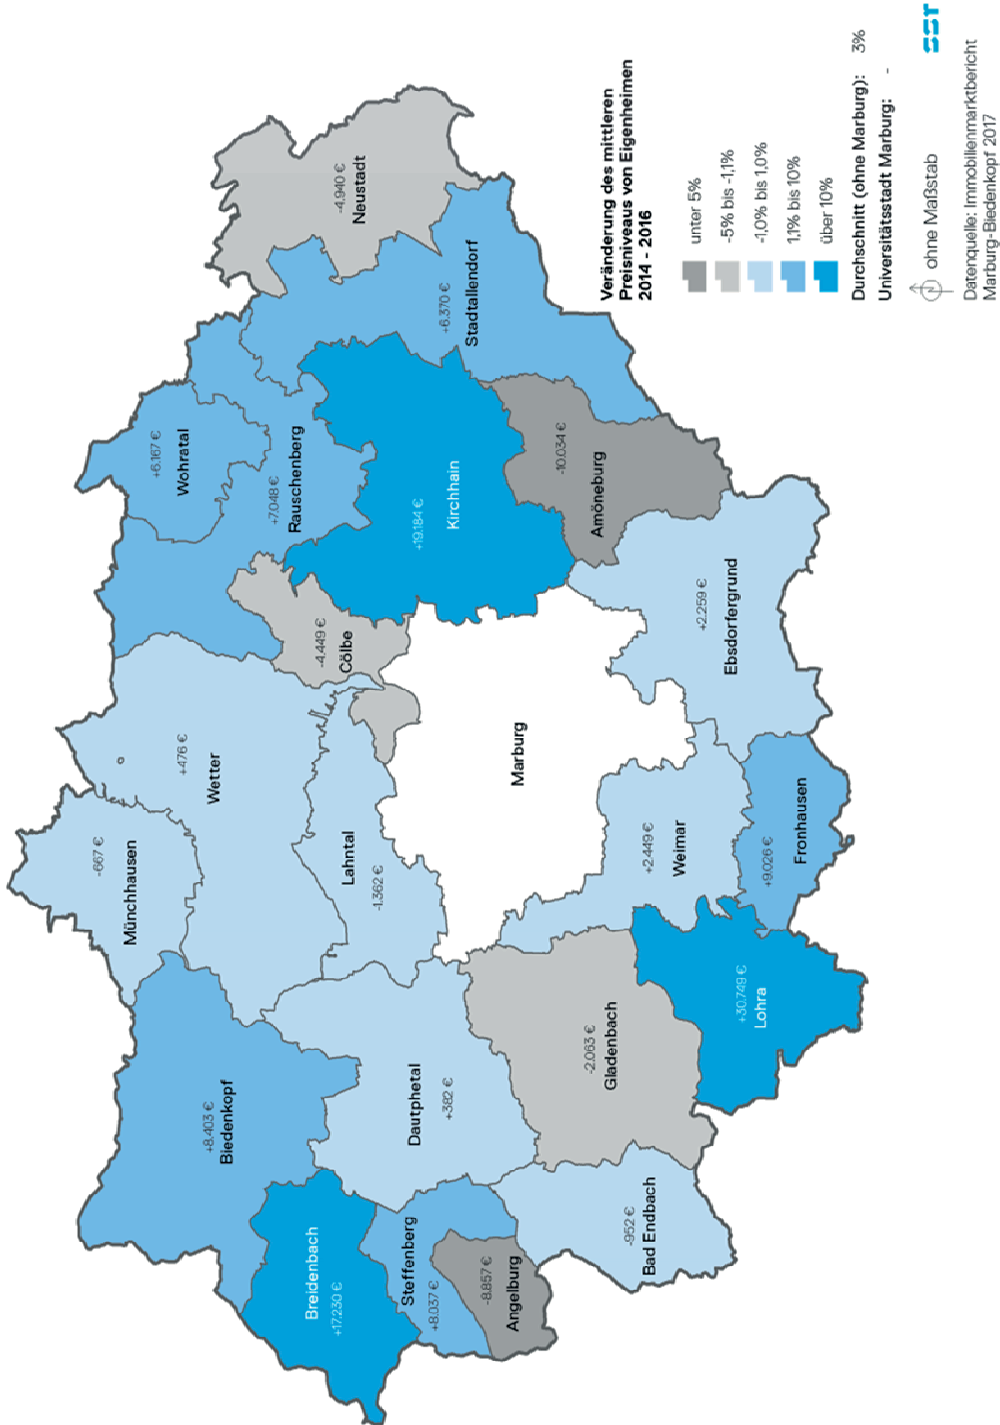 Münchhausen
-667 €
Wetter
+476 €
Wohratal
+6.167 €
Rauschenberg
+7.048 €
Neustadt
-4.940 €
Stadtallendorf
+6.370 €
Kirchhain
+19.184 €
Amöneburg
-10.034 €
Cölbe
-4.449 €
Lahntal
-1.362 €
Marburg
Biedenkopf
+8.403 €
Breidenbach
+17.230 €
Steffenberg
+8.037 €
Angelburg
-8.857 €
Dautphetal
+382 €
Bad Endbach
-952 €
Gladenbach
-2.063 €
Lohra
+30.749 €
Weimar
+2.449 €
Fronhausen
+9.026 €
Ebsdorfergrund
+2.259 €
Veränderung des mittleren
Preisniveaus von Eigenheimen
2014 - 2016
unter 5%
-5% bis -1,1%
-1,0% bis 1,0%
1,1% bis 10%
über 10%
Durchschnitt (ohne Marburg): 3%
Universitätsstadt Marburg: -
ohne Maßstab
Datenquelle: Immobilienmarktbericht
Marburg-Biedenkopf 2017